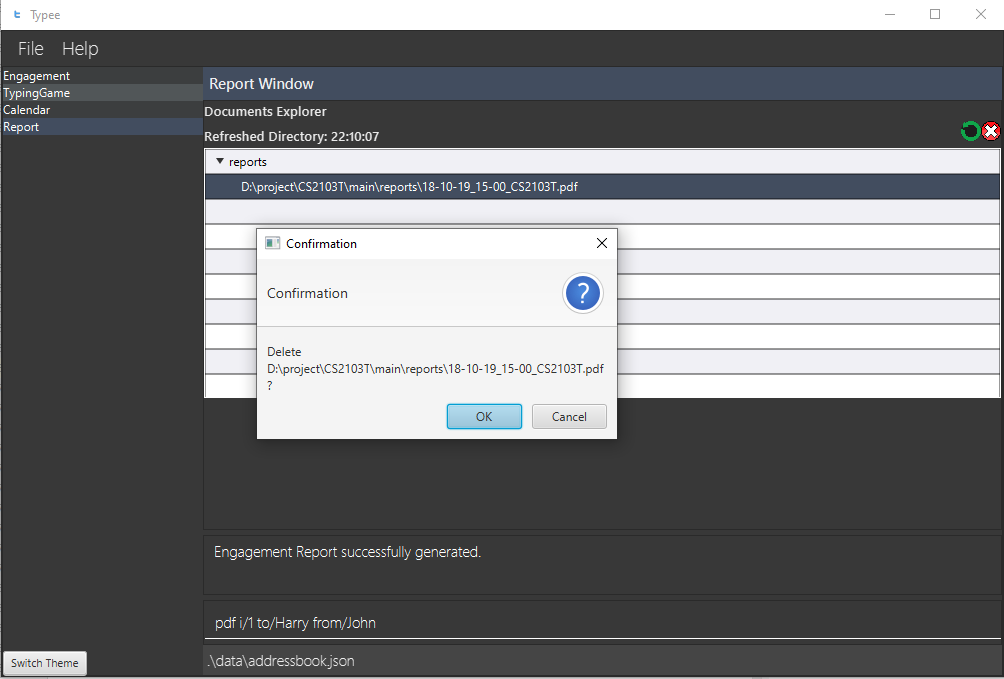 Typee
File Help
Engagement
TypingGame
Calendar
Report
Report Window
Documents Explorer
Refreshed Directory: 22:10:07
reports
D:\project\CS2103T\main\reports\18-10-19_15-00_CS2103T.pdf
Confirmation
Confirmation
?
Delete
D:\project\CS2103T\main\reports\18-10-19_15-00_CS2103T.pdf
?
OK Cancel
Engagement Report successfully generated.
pdf i/1 to/Harry from/John
Switch Theme
.\data\addressbook.json